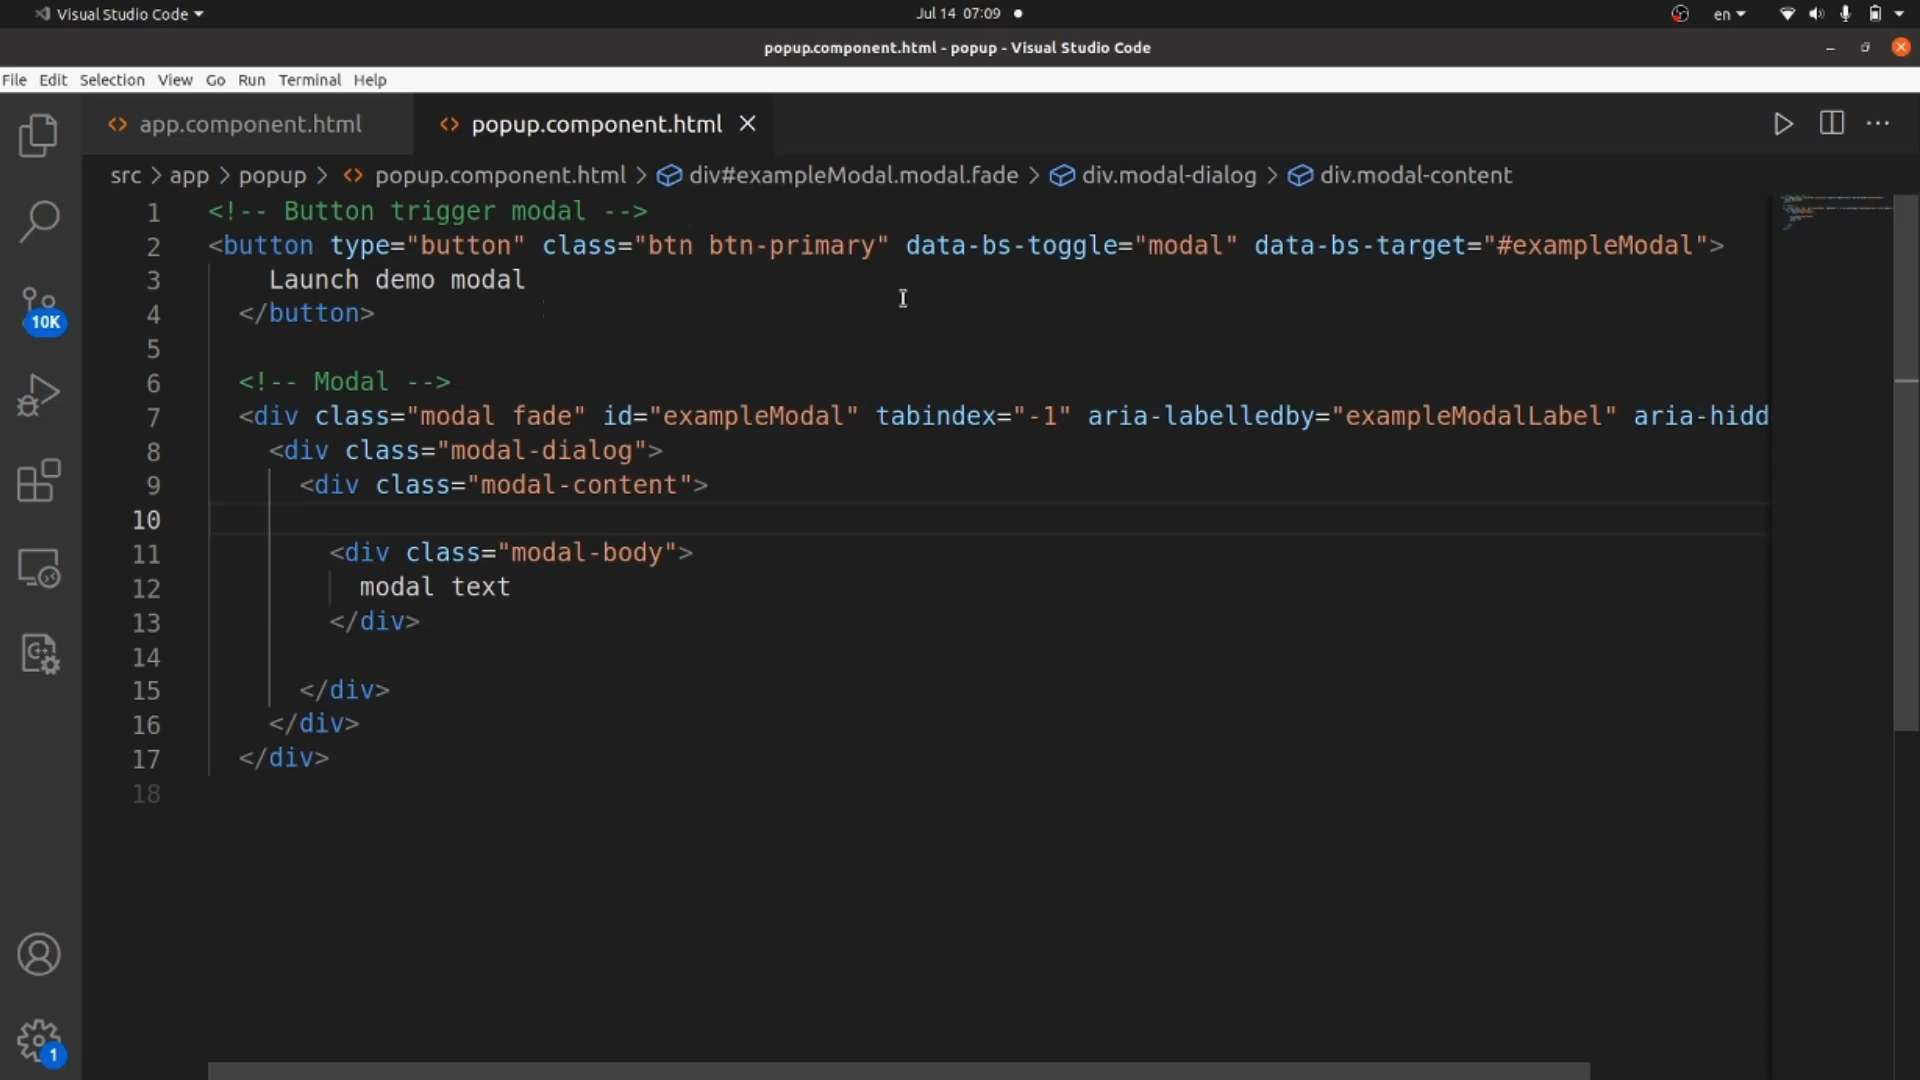 Visual Studio Code
Jul 14 07:09
en
popup.component.html - popup - Visual Studio Code
File Edit Selection View Go Run Terminal Help
app.component.html
popup.component.html
src > app > popup > popup.component.html > div#exampleModal.modal.fade > div.modal-dialog > div.modal-content
1 <!-- Button trigger modal -->
2 <button type="button" class="btn btn-primary" data-bs-toggle="modal" data-bs-target="#exampleModal">
3 Launch demo modal
4 </button>
5
6 <!-- Modal -->
7 <div class="modal fade" id="exampleModal" tabindex="-1" aria-labelledby="exampleModalLabel" aria-hidd
8 <div class="modal-dialog">
9 <div class="modal-content">
10
11 <div class="modal-body">
12 modal text
13 </div>
14
15 </div>
16 </div>
17 </div>
18
10K
1